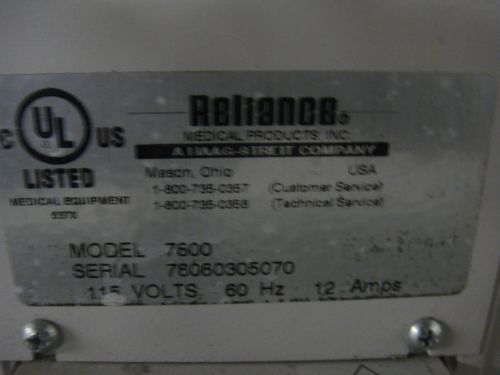 Reliance®
MEDICAL PRODUCTS, INC.
A HAAG-STREIT COMPANY
C UL US
LISTED
MEDICAL EQUIPMENT
Mason, Ohio USA
1-800-735-0357 (Customer Service)
1-800-735-0358 (Technical Service)
MODEL 7600
SERIAL 78060305070
115 VOLTS 60 Hz 12 Amps